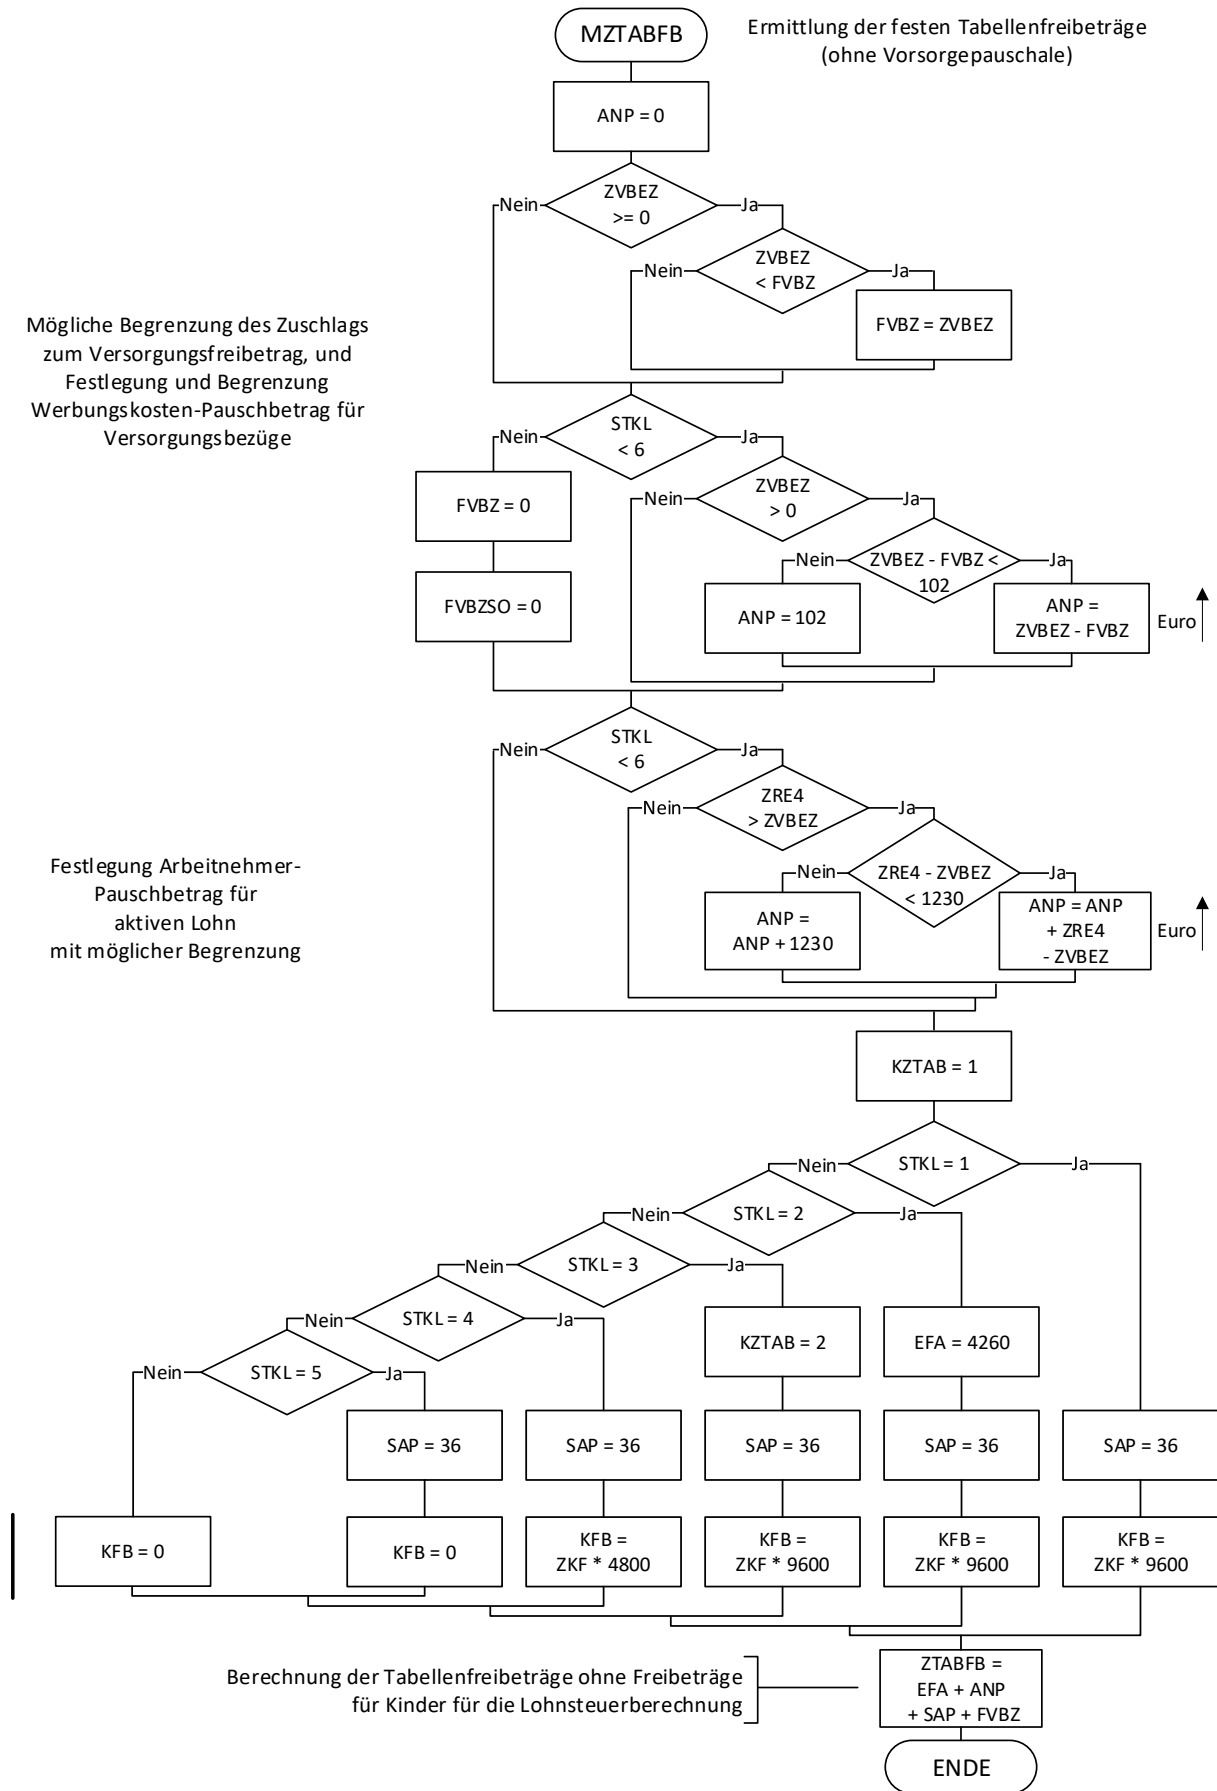 MZTABFB
Ermittlung der festen Tabellenfreibeträge
(ohne Vorsorgepauschale)
ANP = 0
Nein
ZVBEZ
>= 0
Ja
Nein
ZVBEZ
< FVBZ
Ja
FVBZ = ZVBEZ
Mögliche Begrenzung des Zuschlags
zum Versorgungsfreibetrag, und
Festlegung und Begrenzung
Werbungskosten-Pauschbetrag für
Versorgungsbezüge
Nein
STKL
< 6
Ja
FVBZ = 0
Nein
ZVBEZ
> 0
Ja
FVBZSO = 0
Nein
ZVBEZ - FVBZ <
102
Ja
ANP = 102
ANP =
ZVBEZ - FVBZ
Euro
Nein
STKL
< 6
Ja
Nein
ZRE4
> ZVBEZ
Ja
Festlegung Arbeitnehmer-
Pauschbetrag für
aktiven Lohn
mit möglicher Begrenzung
Nein
ZRE4 - ZVBEZ
< 1230
Ja
ANP =
ANP + 1230
ANP = ANP
+ ZRE4
- ZVBEZ
Euro
KZTAB = 1
Nein
STKL = 1
Ja
Nein
STKL = 2
Ja
Nein
STKL = 3
Ja
Nein
STKL = 4
Ja
Nein
STKL = 5
Ja
KZTAB = 2
EFA = 4260
SAP = 36
SAP = 36
SAP = 36
SAP = 36
SAP = 36
KFB = 0
KFB = 0
KFB =
ZKF * 4800
KFB =
ZKF * 9600
KFB =
ZKF * 9600
KFB =
ZKF * 9600
Berechnung der Tabellenfreibeträge ohne Freibeträge
für Kinder für die Lohnsteuerberechnung
ZTABFB =
EFA + ANP
+ SAP + FVBZ
ENDE